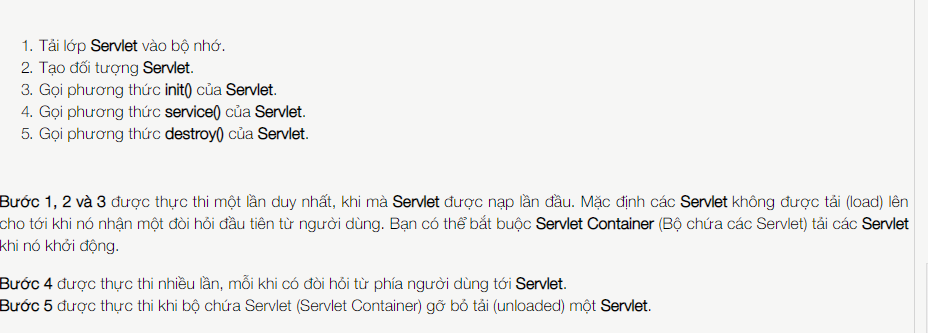 1. Tải lớp Servlet vào bộ nhớ.
2. Tạo đối tượng Servlet.
3. Gọi phương thức init() của Servlet.
4. Gọi phương thức service() của Servlet.
5. Gọi phương thức destroy() của Servlet.
Bước 1, 2 và 3 được thực thi một lần duy nhất, khi mà Servlet được nạp lần đầu. Mặc định các Servlet không được tải (load) lên
cho tới khi nó nhận một đòi hỏi đầu tiên từ người dùng. Bạn có thể bắt buộc Servlet Container (Bộ chứa các Servlet) tải các Servlet
khi nó khởi động.
Bước 4 được thực thi nhiều lần, mỗi khi có đòi hỏi từ phía người dùng tới Servlet.
Bước 5 được thực thi khi bộ chứa Servlet (Servlet Container) gỡ bỏ tải (unloaded) một Servlet.